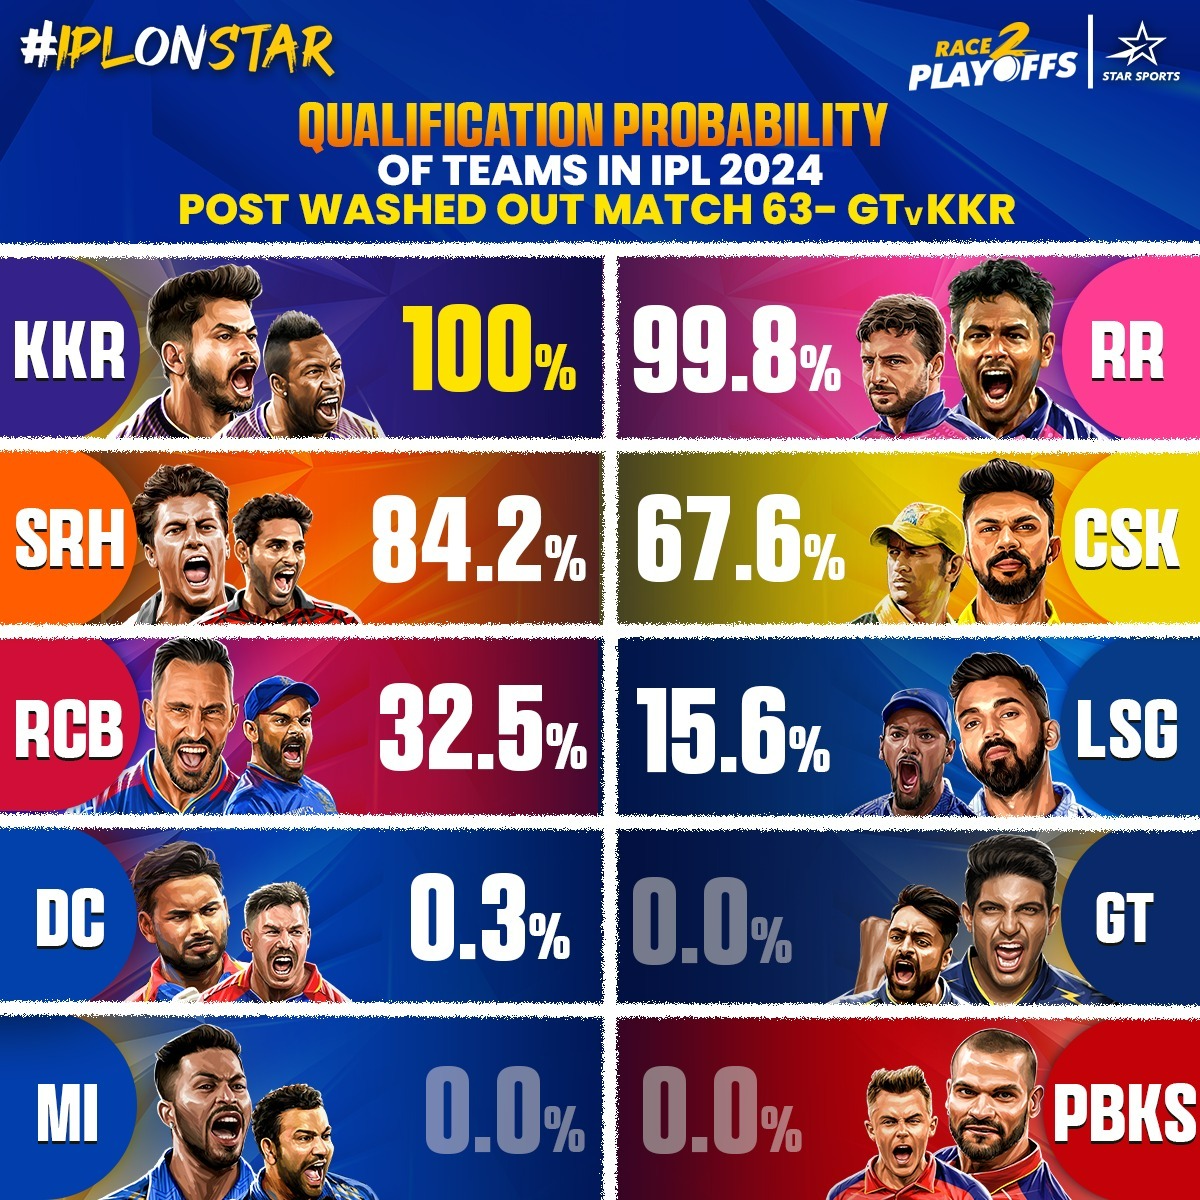 #IPLONSTAR
RACE 2
PLAYOFFS
STAR SPORTS
QUALIFICATION PROBABILITY
OF TEAMS IN IPL 2024
POST WASHED OUT MATCH 63- GTvKKR
KKR 100%
99.8% RR
SRH 84.2%
67.6% CSK
RCB 32.5%
15.6% LSG
DC 0.3%
0.0% GT
MI 0.0%
0.0% PBKS